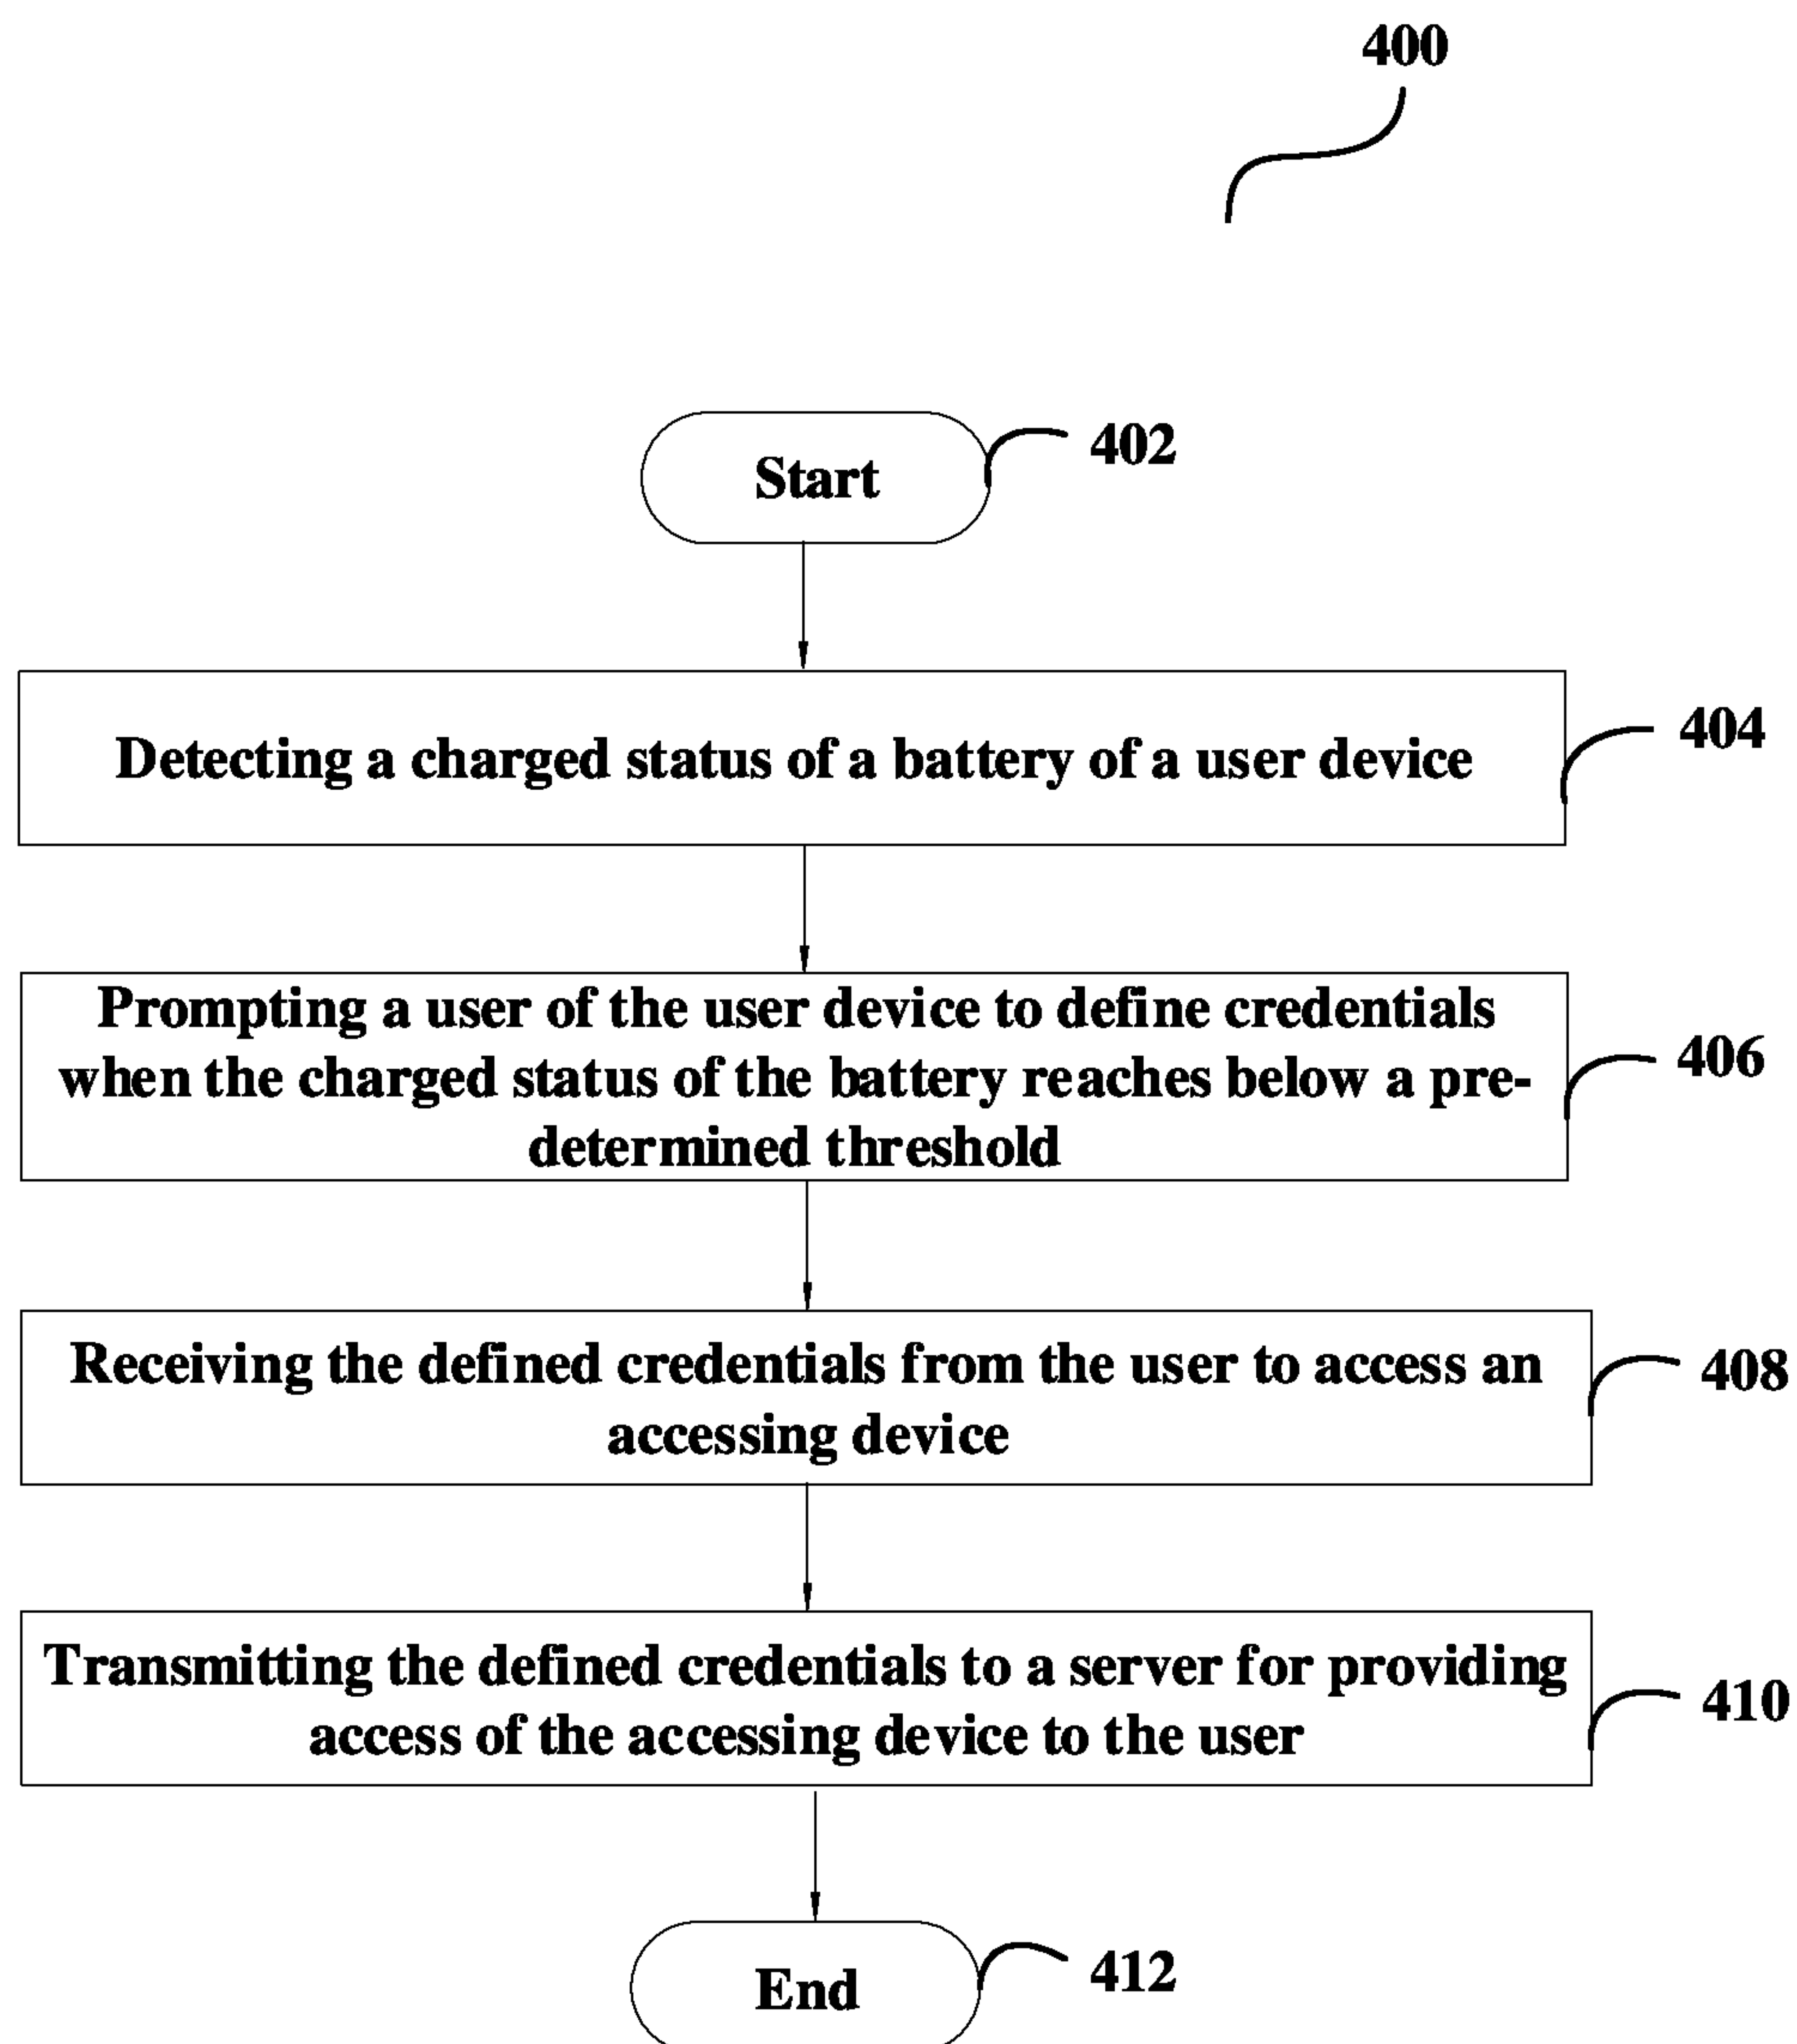 400
Start
402
Detecting a charged status of a battery of a user device
404
Prompting a user of the user device to define credentials
when the charged status of the battery reaches below a pre-
determined threshold
406
Receiving the defined credentials from the user to access an
accessing device
408
Transmitting the defined credentials to a server for providing
access of the accessing device to the user
410
End
412